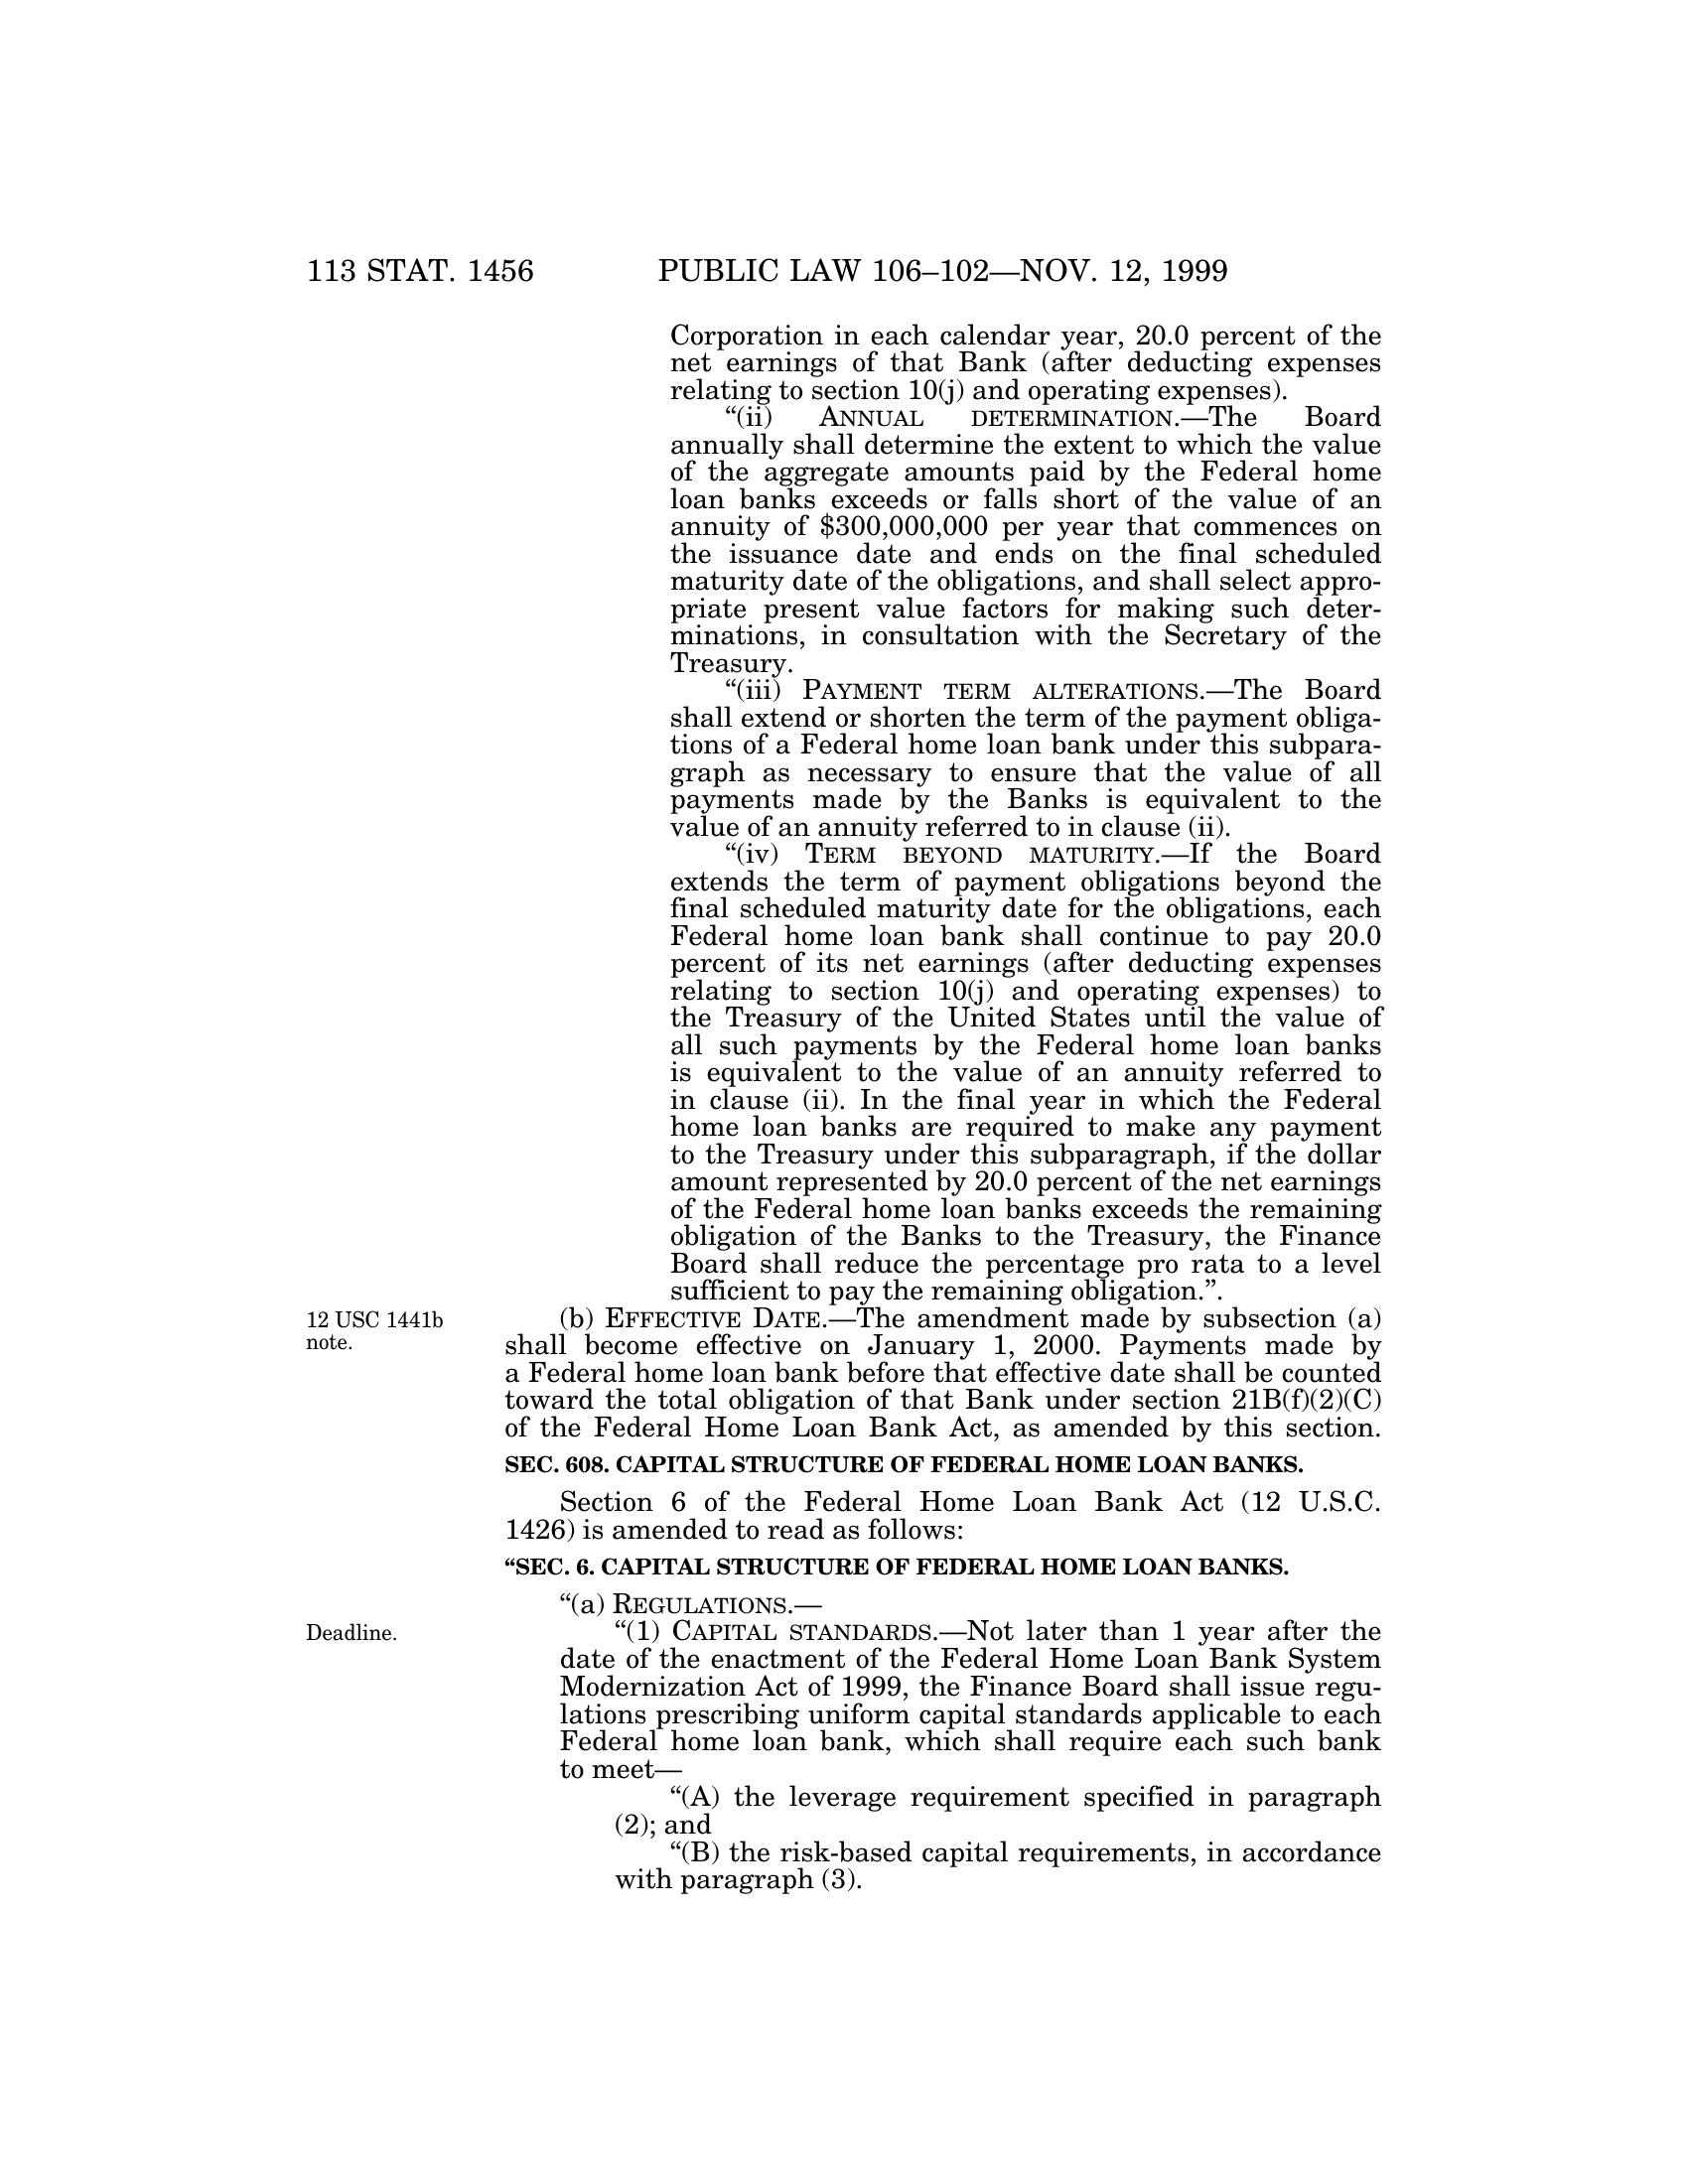 113 STAT. 1456 PUBLIC LAW 106–102—NOV. 12, 1999
Corporation in each calendar year, 20.0 percent of the
net earnings of that Bank (after deducting expenses
relating to section 10(j) and operating expenses).
“(ii) ANNUAL DETERMINATION.—The Board
annually shall determine the extent to which the value
of the aggregate amounts paid by the Federal home
loan banks exceeds or falls short of the value of an
annuity of $300,000,000 per year that commences on
the issuance date and ends on the final scheduled
maturity date of the obligations, and shall select appro-
priate present value factors for making such deter-
minations, in consultation with the Secretary of the
Treasury.
“(iii) PAYMENT TERM ALTERATIONS.—The Board
shall extend or shorten the term of the payment obliga-
tions of a Federal home loan bank under this subpara-
graph as necessary to ensure that the value of all
payments made by the Banks is equivalent to the
value of an annuity referred to in clause (ii).
“(iv) TERM BEYOND MATURITY.—If the Board
extends the term of payment obligations beyond the
final scheduled maturity date for the obligations, each
Federal home loan bank shall continue to pay 20.0
percent of its net earnings (after deducting expenses
relating to section 10(j) and operating expenses) to
the Treasury of the United States until the value of
all such payments by the Federal home loan banks
is equivalent to the value of an annuity referred to
in clause (ii). In the final year in which the Federal
home loan banks are required to make any payment
to the Treasury under this subparagraph, if the dollar
amount represented by 20.0 percent of the net earnings
of the Federal home loan banks exceeds the remaining
obligation of the Banks to the Treasury, the Finance
Board shall reduce the percentage pro rata to a level
sufficient to pay the remaining obligation.”.
12 USC 1441b
note.
(b) EFFECTIVE DATE.—The amendment made by subsection (a)
shall become effective on January 1, 2000. Payments made by
a Federal home loan bank before that effective date shall be counted
toward the total obligation of that Bank under section 21B(f)(2)(C)
of the Federal Home Loan Bank Act, as amended by this section.
SEC. 608. CAPITAL STRUCTURE OF FEDERAL HOME LOAN BANKS.
Section 6 of the Federal Home Loan Bank Act (12 U.S.C.
1426) is amended to read as follows:
“SEC. 6. CAPITAL STRUCTURE OF FEDERAL HOME LOAN BANKS.
“(a) REGULATIONS.—
Deadline.
“(1) CAPITAL STANDARDS.—Not later than 1 year after the
date of the enactment of the Federal Home Loan Bank System
Modernization Act of 1999, the Finance Board shall issue regu-
lations prescribing uniform capital standards applicable to each
Federal home loan bank, which shall require each such bank
to meet—
“(A) the leverage requirement specified in paragraph
(2); and
“(B) the risk-based capital requirements, in accordance
with paragraph (3).